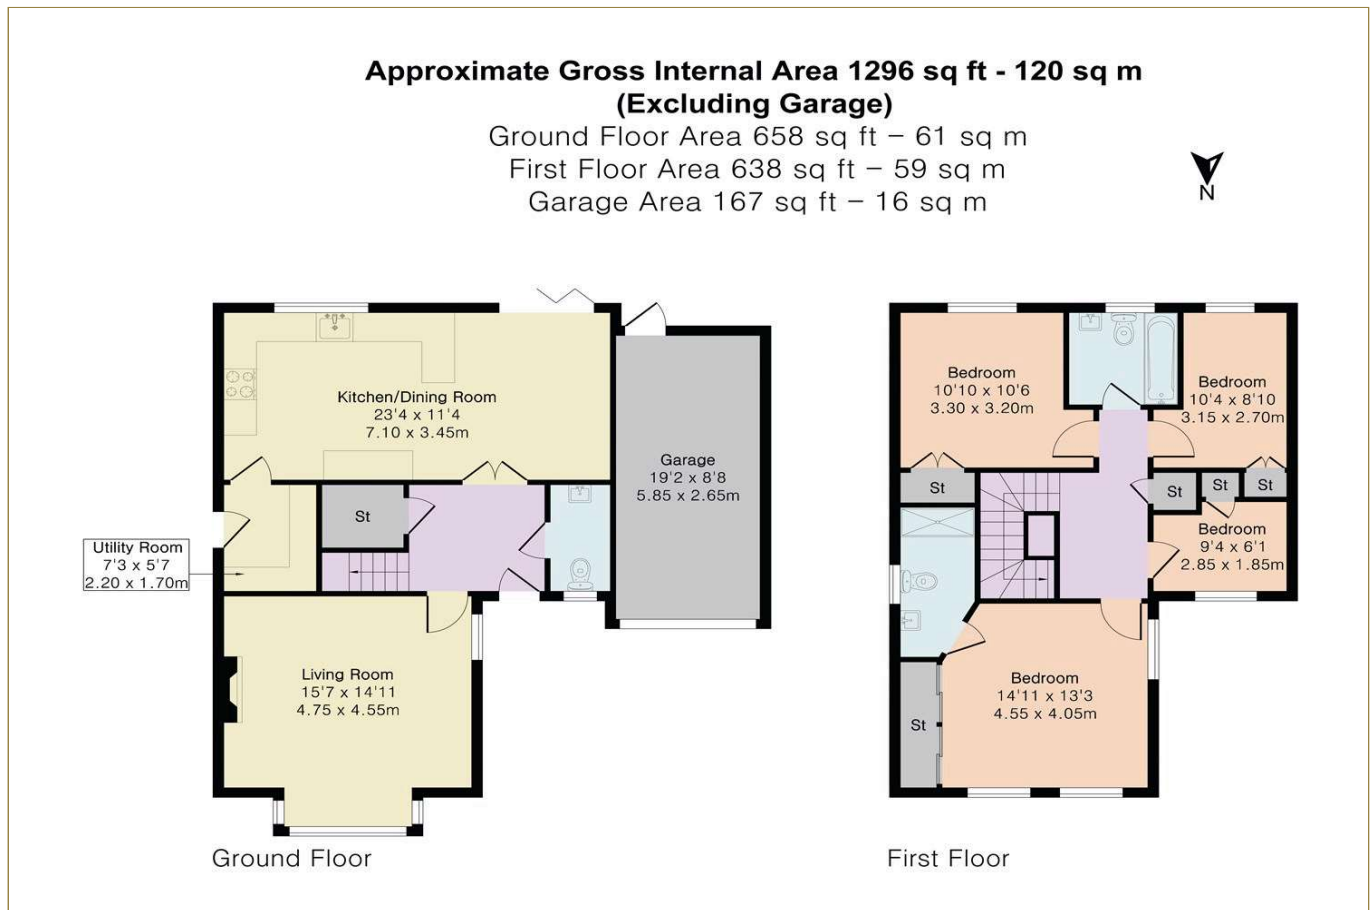 Approximate Gross Internal Area 1296 sq ft - 120 sq m
(Excluding Garage)
Ground Floor Area 658 sq ft – 61 sq m
First Floor Area 638 sq ft – 59 sq m
Garage Area 167 sq ft – 16 sq m
N
Kitchen/Dining Room
23'4 x 11'4
7.10 x 3.45m
Garage
19'2 x 8'8
5.85 x 2.65m
St
Utility Room
7'3 x 5'7
2.20 x 1.70m
Living Room
15'7 x 14'11
4.75 x 4.55m
Ground Floor
Bedroom
10'10 x 10'6
3.30 x 3.20m
Bedroom
10'4 x 8'10
3.15 x 2.70m
St
St
St
St
Bedroom
9'4 x 6'1
2.85 x 1.85m
Bedroom
14'11 x 13'3
4.55 x 4.05m
St
First Floor